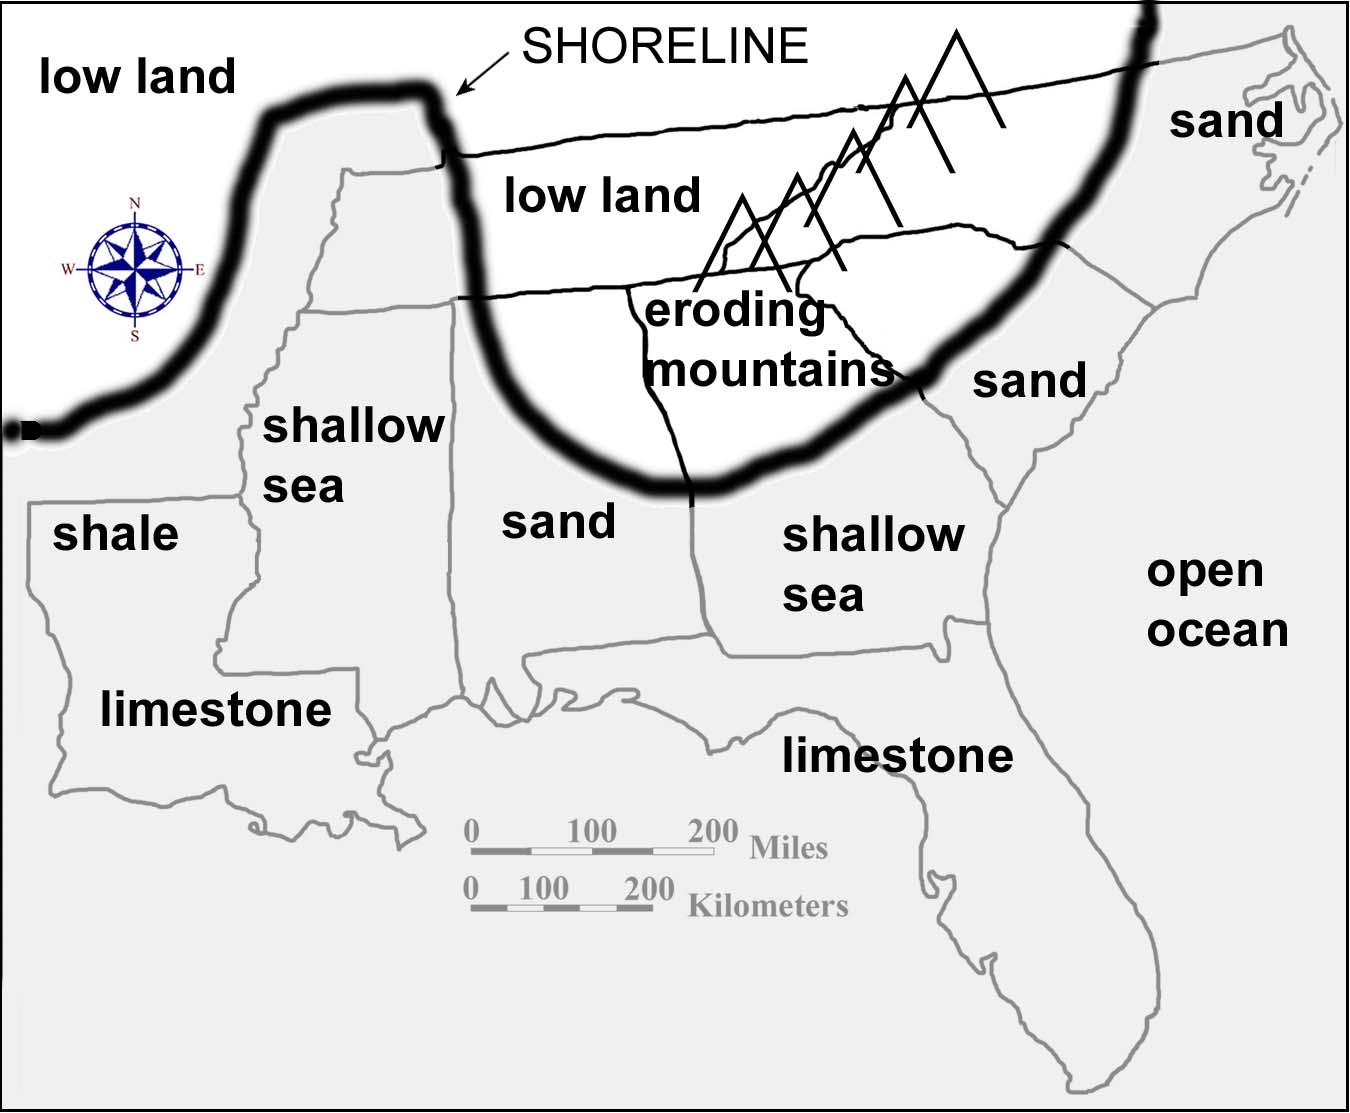 SHORELINE
low land
sand
low land
N
W
E
S
eroding
mountains
sand
shallow
sea
sand
shale
shallow
sea
open
ocean
limestone
limestone
0 100 200 Miles
0 100 200 Kilometers